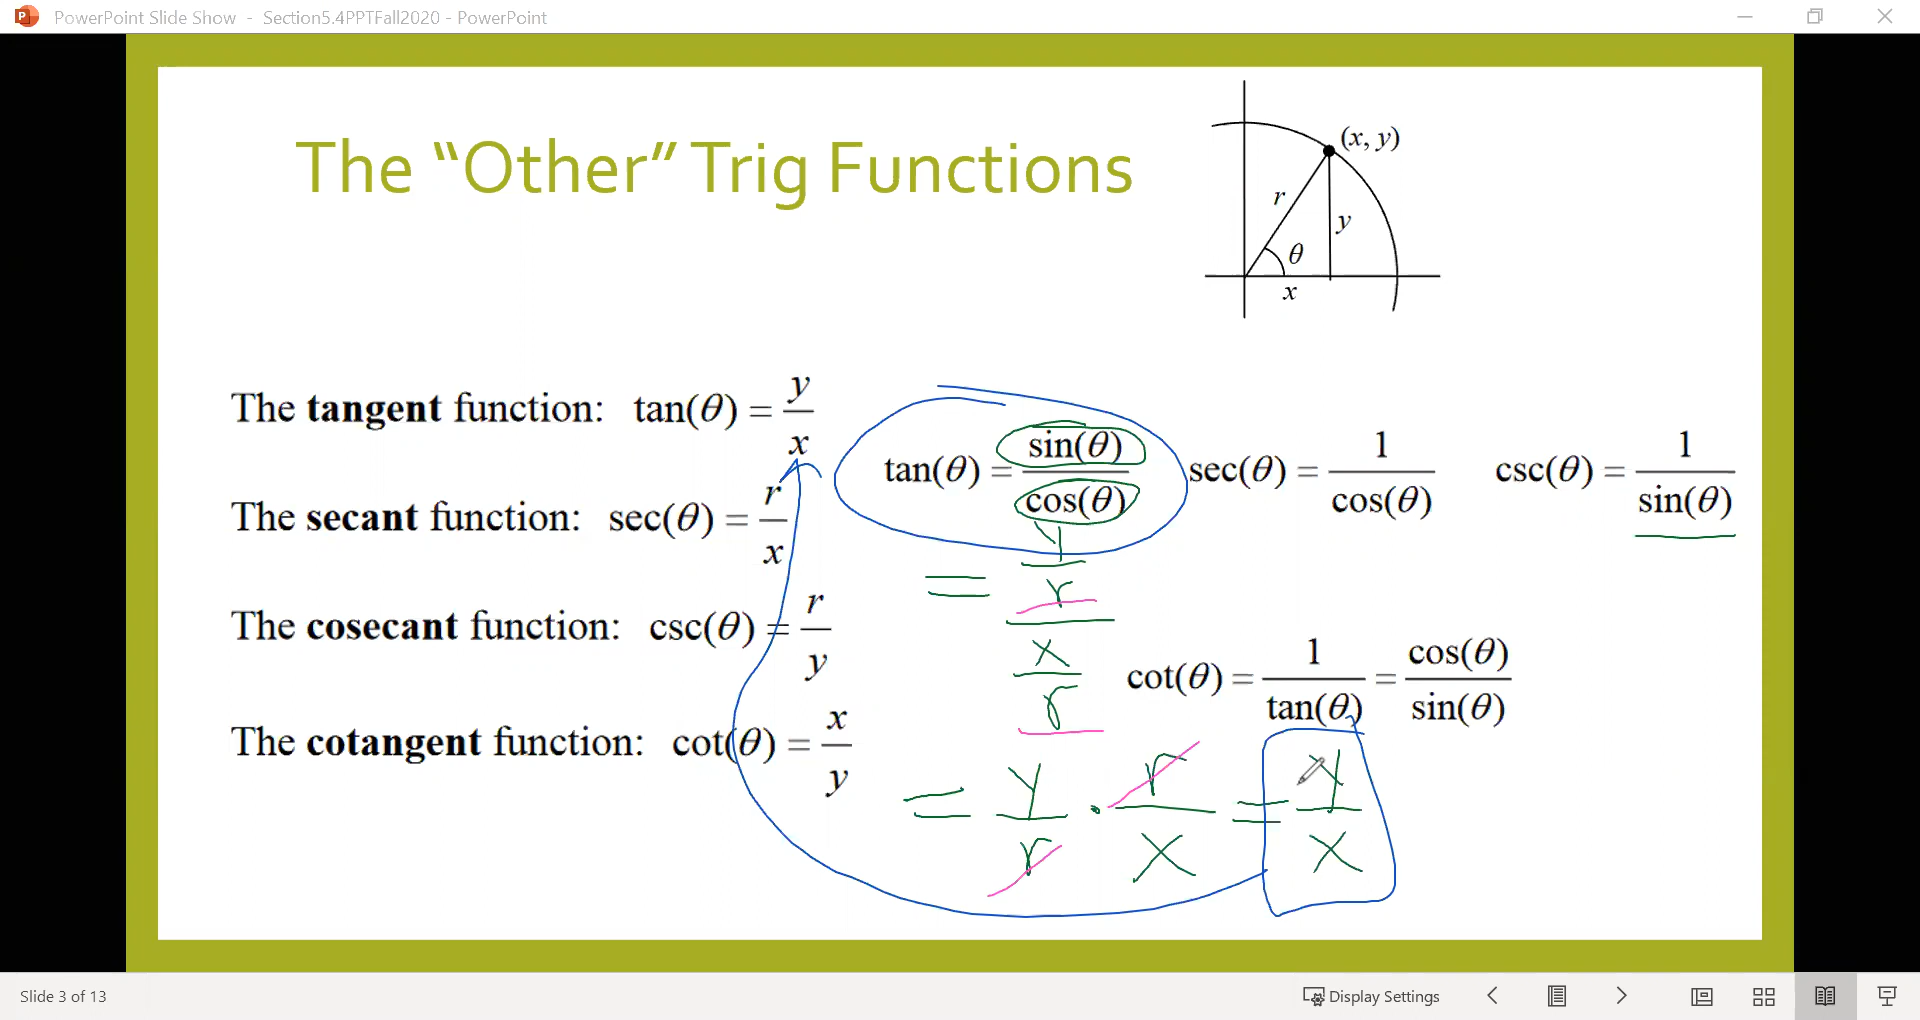 PowerPoint Slide Show - Section5.4PPTFall2020 - PowerPoint
The “Other” Trig Functions
(x, y)
r
y
θ
x
The tangent function: tan(θ) = y/x
The secant function: sec(θ) = r/x
The cosecant function: csc(θ) = r/y
The cotangent function: cot(θ) = x/y
tan(θ) = sin(θ)/cos(θ)
sec(θ) = 1/cos(θ)
csc(θ) = 1/sin(θ)
= (y/r)/(x/r)
cot(θ) = 1/tan(θ) = cos(θ)/sin(θ)
= y/r · r/x = y/x
Slide 3 of 13
Display Settings